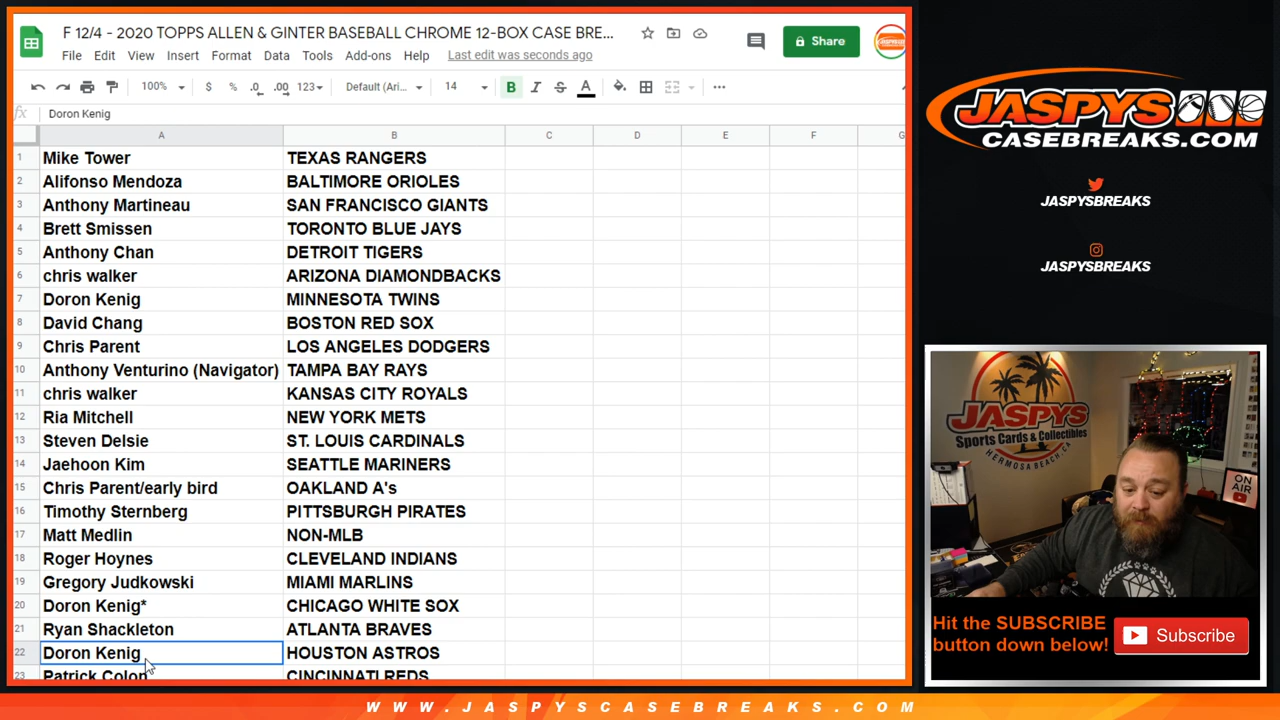 F 12/4 - 2020 TOPPS ALLEN & GINTER BASEBALL CHROME 12-BOX CASE BRE...
Share
File Edit View Insert Format Data Tools Add-ons Help Last edit was seconds ago
100% $ % .0 .00 123 Default (Ari... 14 B I S A ...
fx Doron Kenig
A B C D E F G
1 Mike Tower TEXAS RANGERS
2 Alifonso Mendoza BALTIMORE ORIOLES
3 Anthony Martineau SAN FRANCISCO GIANTS
4 Brett Smissen TORONTO BLUE JAYS
5 Anthony Chan DETROIT TIGERS
6 chris walker ARIZONA DIAMONDBACKS
7 Doron Kenig MINNESOTA TWINS
8 David Chang BOSTON RED SOX
9 Chris Parent LOS ANGELES DODGERS
10 Anthony Venturino (Navigator) TAMPA BAY RAYS
11 chris walker KANSAS CITY ROYALS
12 Ria Mitchell NEW YORK METS
13 Steven Delsie ST. LOUIS CARDINALS
14 Jaehoon Kim SEATTLE MARINERS
15 Chris Parent/early bird OAKLAND A's
16 Timothy Sternberg PITTSBURGH PIRATES
17 Matt Medlin NON-MLB
18 Roger Hoynes CLEVELAND INDIANS
19 Gregory Judkowski MIAMI MARLINS
20 Doron Kenig* CHICAGO WHITE SOX
21 Ryan Shackleton ATLANTA BRAVES
22 Doron Kenig HOUSTON ASTROS
23 Patrick Colon CINCINNATI REDS
JASPYS
CASEBREAKS.COM
JASPYSBREAKS
JASPYSBREAKS
JASPYS
Sports Cards & Collectibles
HERMOSA BEACH, CA
ON AIR
Hit the SUBSCRIBE
button down below!
Subscribe
WWW.JASPYSCASEBREAKS.COM